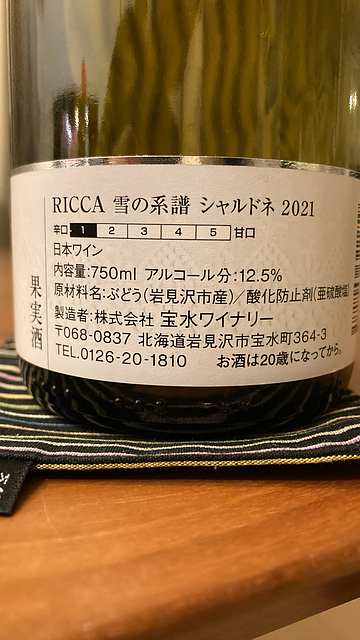 RICCA 雪の系譜 シャルドネ 2021
辛口 1 2 3 4 5 甘口
日本ワイン
内容量:750ml アルコール分:12.5%
原材料名:ぶどう(岩見沢市産)/酸化防止剤(亜硫酸塩)
製造者:株式会社 宝水ワイナリー
〒068-0837 北海道岩見沢市宝水町364-3
TEL.0126-20-1810 お酒は20歳になってから。
果実酒